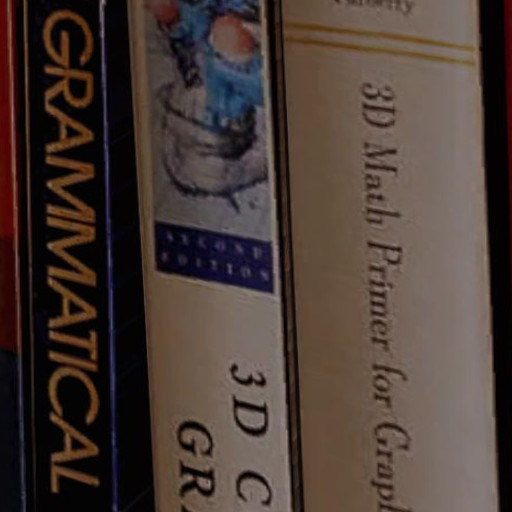 GRAMMATICAL
SECOND
EDITION
3D C
GR
3D Math Primer for Graph